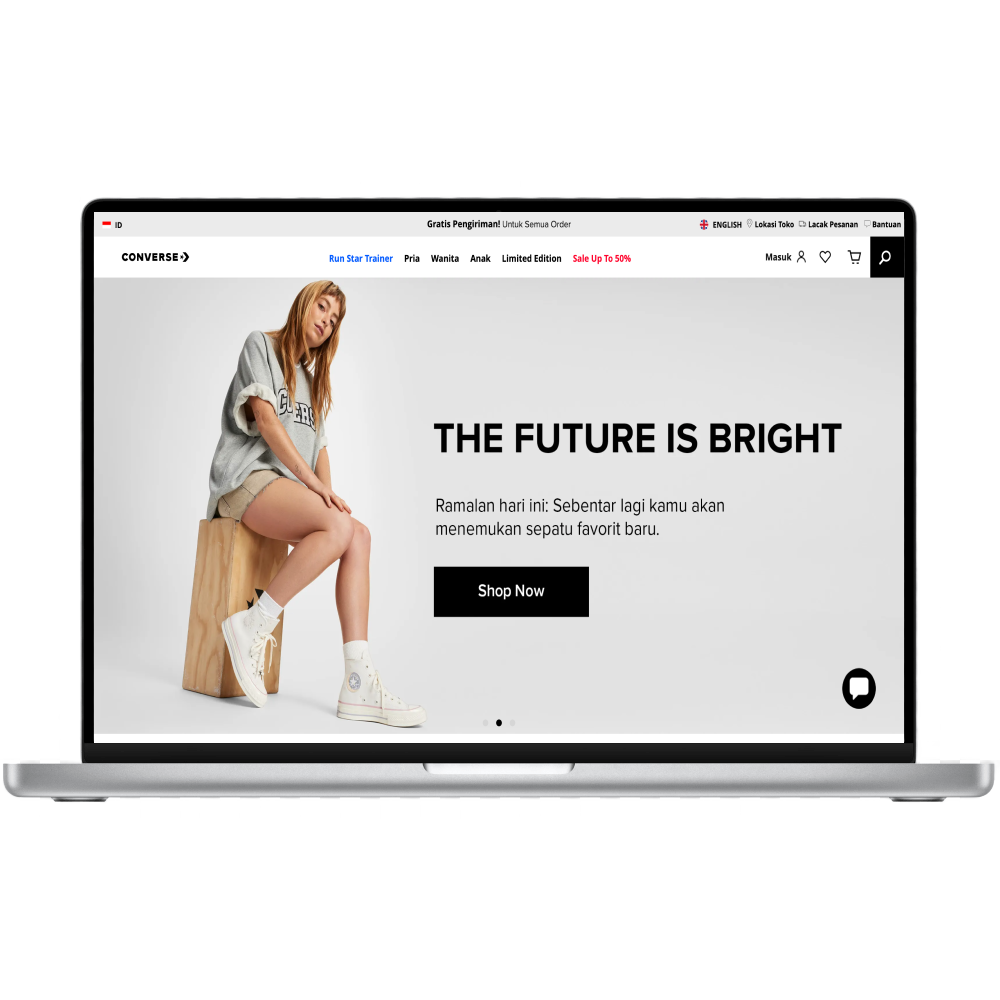 ID
Gratis Pengiriman! Untuk Semua Order
ENGLISH Lokasi Toko Lacak Pesanan Bantuan
CONVERSE
Run Star Trainer Pria Wanita Anak Limited Edition Sale Up To 50%
Masuk
THE FUTURE IS BRIGHT
Ramalan hari ini: Sebentar lagi kamu akan
menemukan sepatu favorit baru.
Shop Now